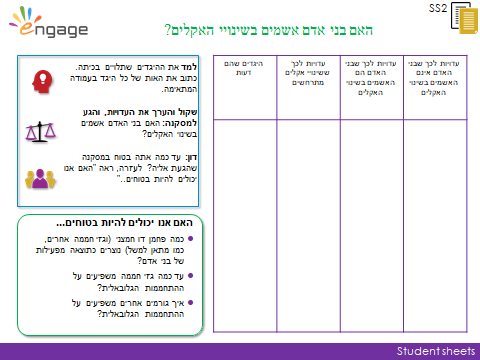 engage
SS2
האם בני אדם אשמים בשינויי האקלים?
עדויות לכך שבני
האדם אינם
האשמים בשינוי
האקלים
עדויות לכך שבני
האדם הם
האשמים בשינוי
האקלים
עדויות לכך
ששינויי אקלים
מתרחשים
היגדים שהם
דעות
למד את ההיגדים שתלויים בכיתה.
כתוב את האות של כל היגד בעמודה
המתאימה.
שקול והערך את העדויות, והגע
למסקנה: האם בני האדם אשמים
בשינוי האקלים?
דון: עד כמה אתה בטוח במסקנה
שהגעת אליה? לעזרה, ראה "האם אנו
יכולים להיות בטוחים.."
האם אנו יכולים להיות בטוחים...
כמה פחמן דו חמצני (וגזי חממה אחרים,
כמו מתאן למשל) נוצרים כתוצאה מפעילות
של בני אדם?
עד כמה גזי חממה משפיעים על
ההתחממות הגלובאלית?
איך גורמים אחרים משפיעים על
ההתחממות הגלובאלית?
Student sheets